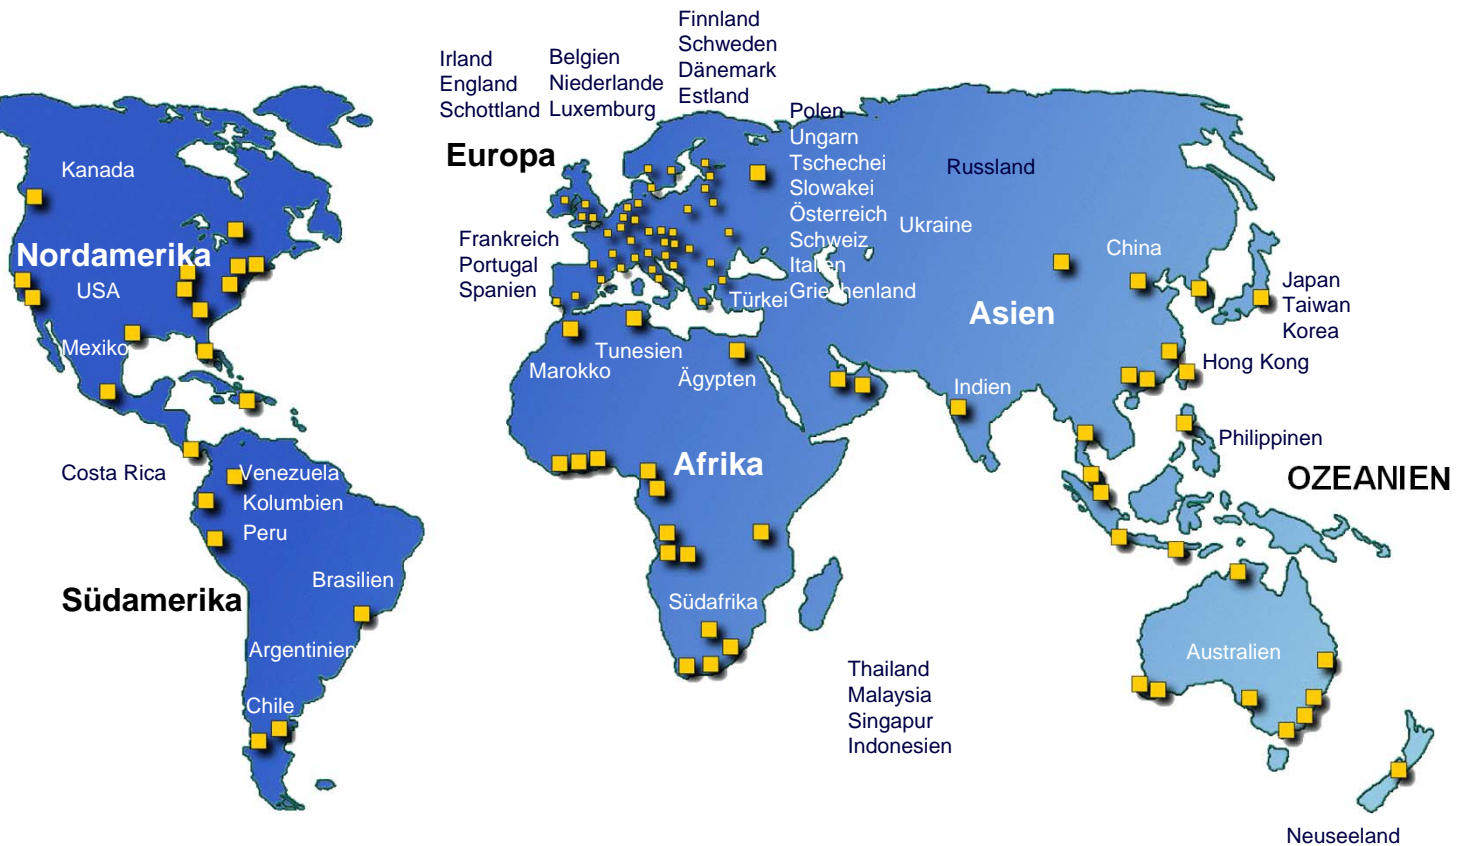 Finnland
Schweden
Dänemark
Estland
Irland
England
Schottland
Belgien
Niederlande
Luxemburg
Europa
Polen
Ungarn
Tschechei
Slowakei
Österreich
Schweiz
Italien
Griechenland
Russland
Ukraine
Kanada
Nordamerika
USA
Mexiko
Frankreich
Portugal
Spanien
Türkei
China
Asien
Japan
Taiwan
Korea
Hong Kong
Tunesien
Marokko
Ägypten
Indien
Philippinen
Costa Rica
Venezuela
Kolumbien
Peru
Afrika
OZEANIEN
Südamerika
Brasilien
Argentinien
Chile
Südafrika
Thailand
Malaysia
Singapur
Indonesien
Australien
Neuseeland